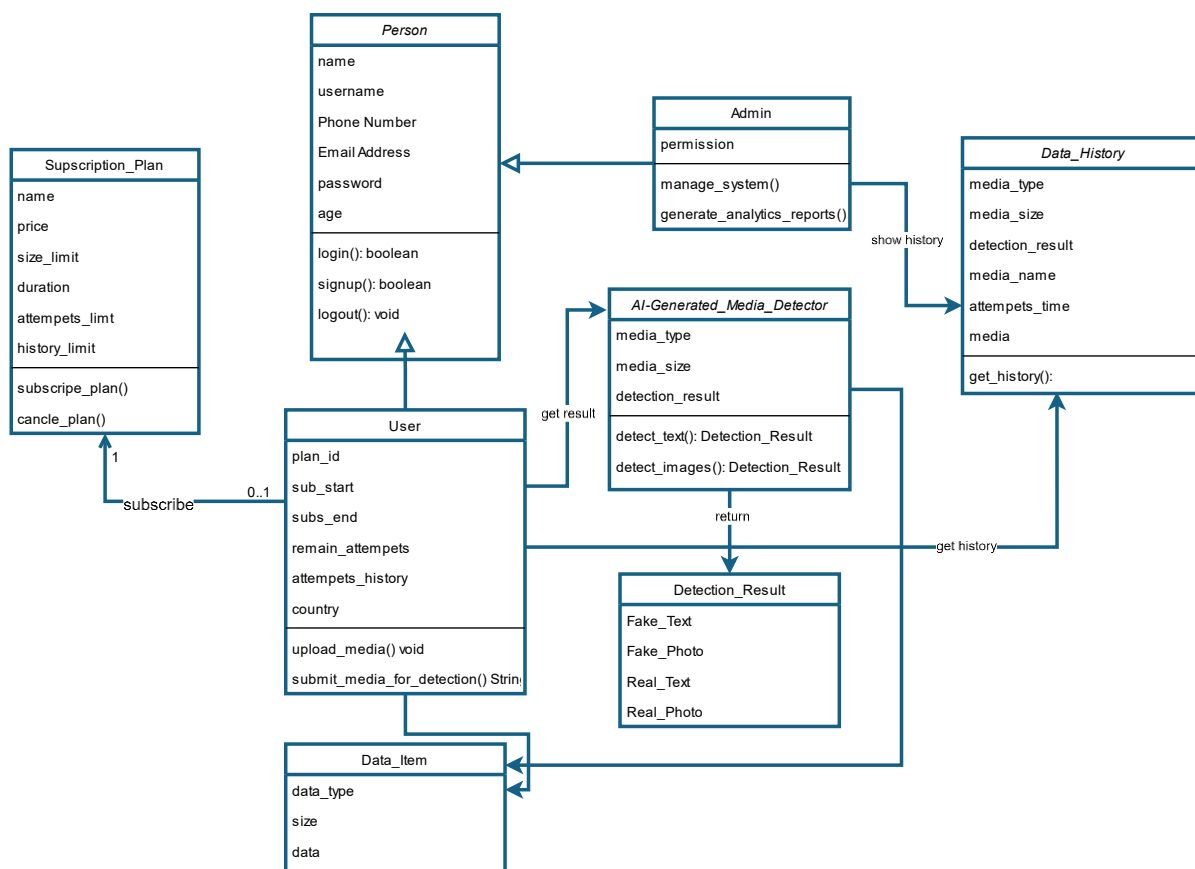 Person
name
username
Phone Number
Email Address
password
age
login(): boolean
signup(): boolean
logout(): void
Admin
permission
manage_system()
generate_analytics_reports()
Supscription_Plan
name
price
size_limit
duration
attempets_limt
history_limit
subscripe_plan()
cancle_plan()
Data_History
media_type
media_size
detection_result
media_name
attempets_time
media
get_history():
show history
AI-Generated_Media_Detector
media_type
media_size
detection_result
detect_text(): Detection_Result
detect_images(): Detection_Result
get result
User
plan_id
sub_start
subs_end
remain_attempets
attempets_history
country
upload_media() void
submit_media_for_detection() Strin
1
0..1
subscribe
return
get history
Detection_Result
Fake_Text
Fake_Photo
Real_Text
Real_Photo
Data_Item
data_type
size
data